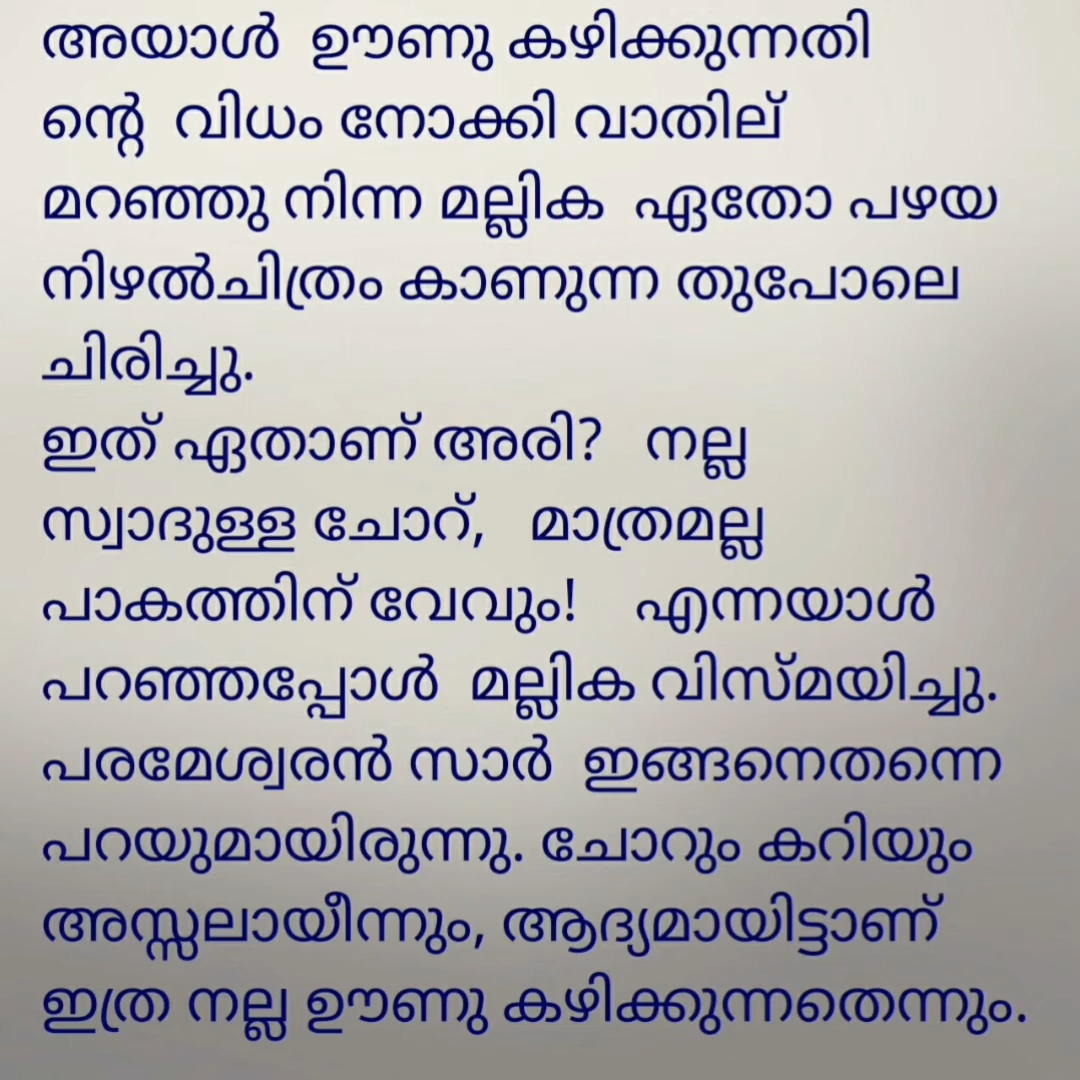 അയാൾ ഊണു കഴിക്കുന്നതി
ന്റെ വിധം നോക്കി വാതില്
മറഞ്ഞു നിന്ന മല്ലിക ഏതോ പഴയ
നിഴൽചിത്രം കാണുന്ന തുപോലെ
ചിരിച്ചു.
ഇത് ഏതാണ് അരി? നല്ല
സ്വാദുള്ള ചോറ്, മാത്രമല്ല
പാകത്തിന് വേവും! എന്നയാൾ
പറഞ്ഞപ്പോൾ മല്ലിക വിസ്മയിച്ചു.
പരമേശ്വരൻ സാർ ഇങ്ങനെതന്നെ
പറയുമായിരുന്നു. ചോറും കറിയും
അസ്സലായീന്നും, ആദ്യമായിട്ടാണ്
ഇത്ര നല്ല ഊണു കഴിക്കുന്നതെന്നും.